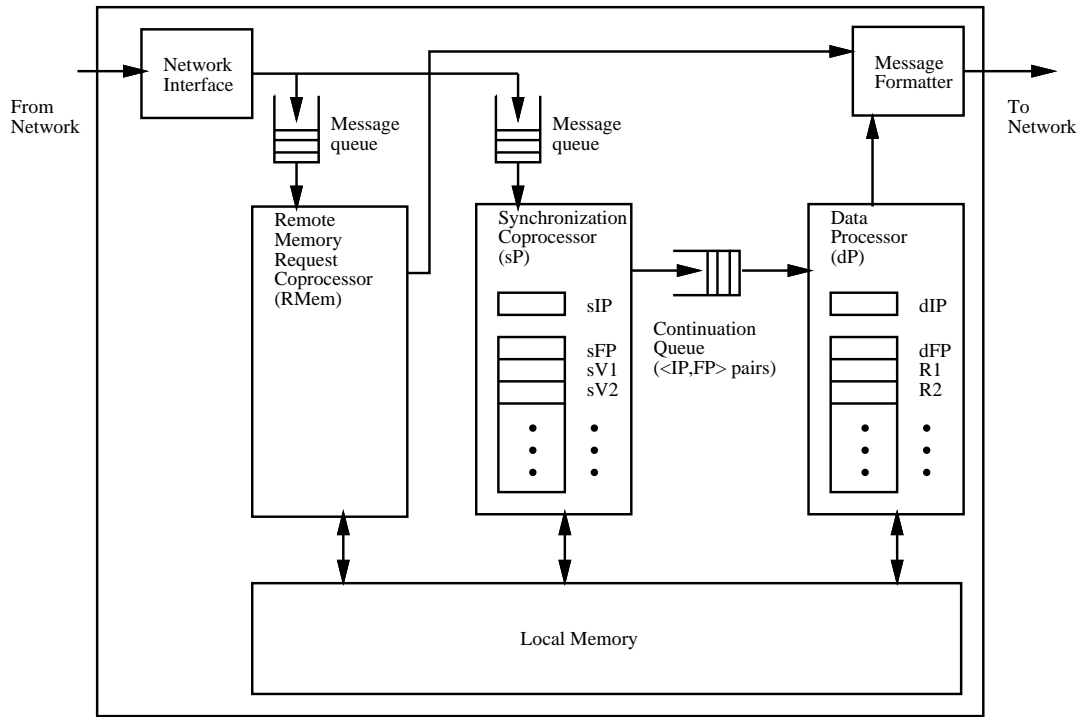 Network
Interface
Message
Formatter
From
Network
To
Network
Message
queue
Message
queue
Remote
Memory
Request
Coprocessor
(RMem)
Synchronization
Coprocessor
(sP)
sIP
sFP
sV1
sV2
Continuation
Queue
(<IP,FP> pairs)
Data
Processor
(dP)
dIP
dFP
R1
R2
Local Memory